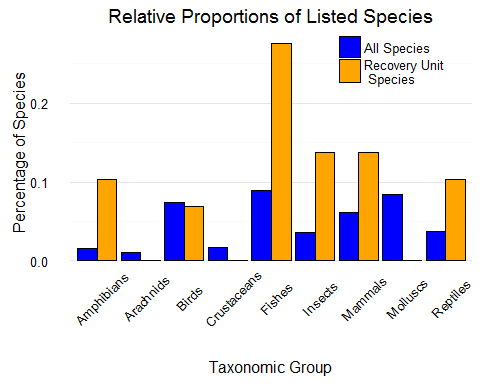 Relative Proportions of Listed Species
All Species
Recovery Unit
Species
Percentage of Species
0.2
0.1
0.0
Amphibians
Arachnids
Birds
Crustaceans
Fishes
Insects
Mammals
Molluscs
Reptiles
Taxonomic Group